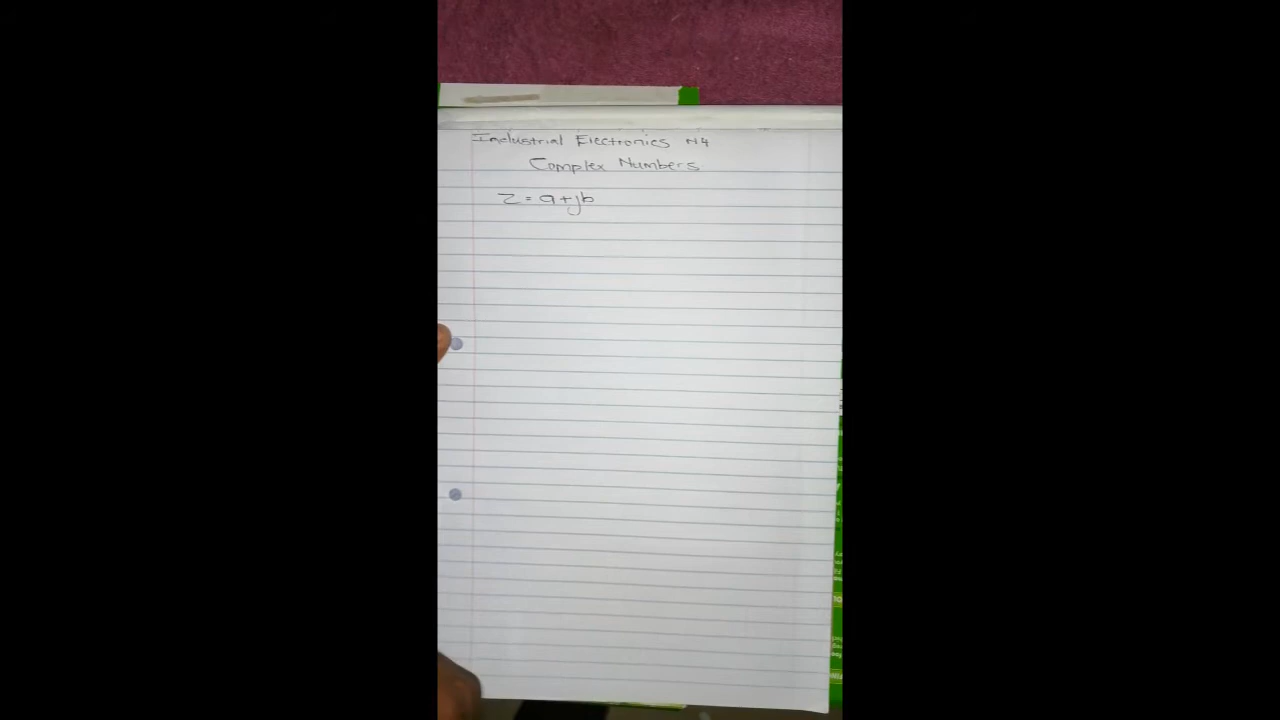 Industrial Electronics N4
Complex Numbers
Z = a+jb